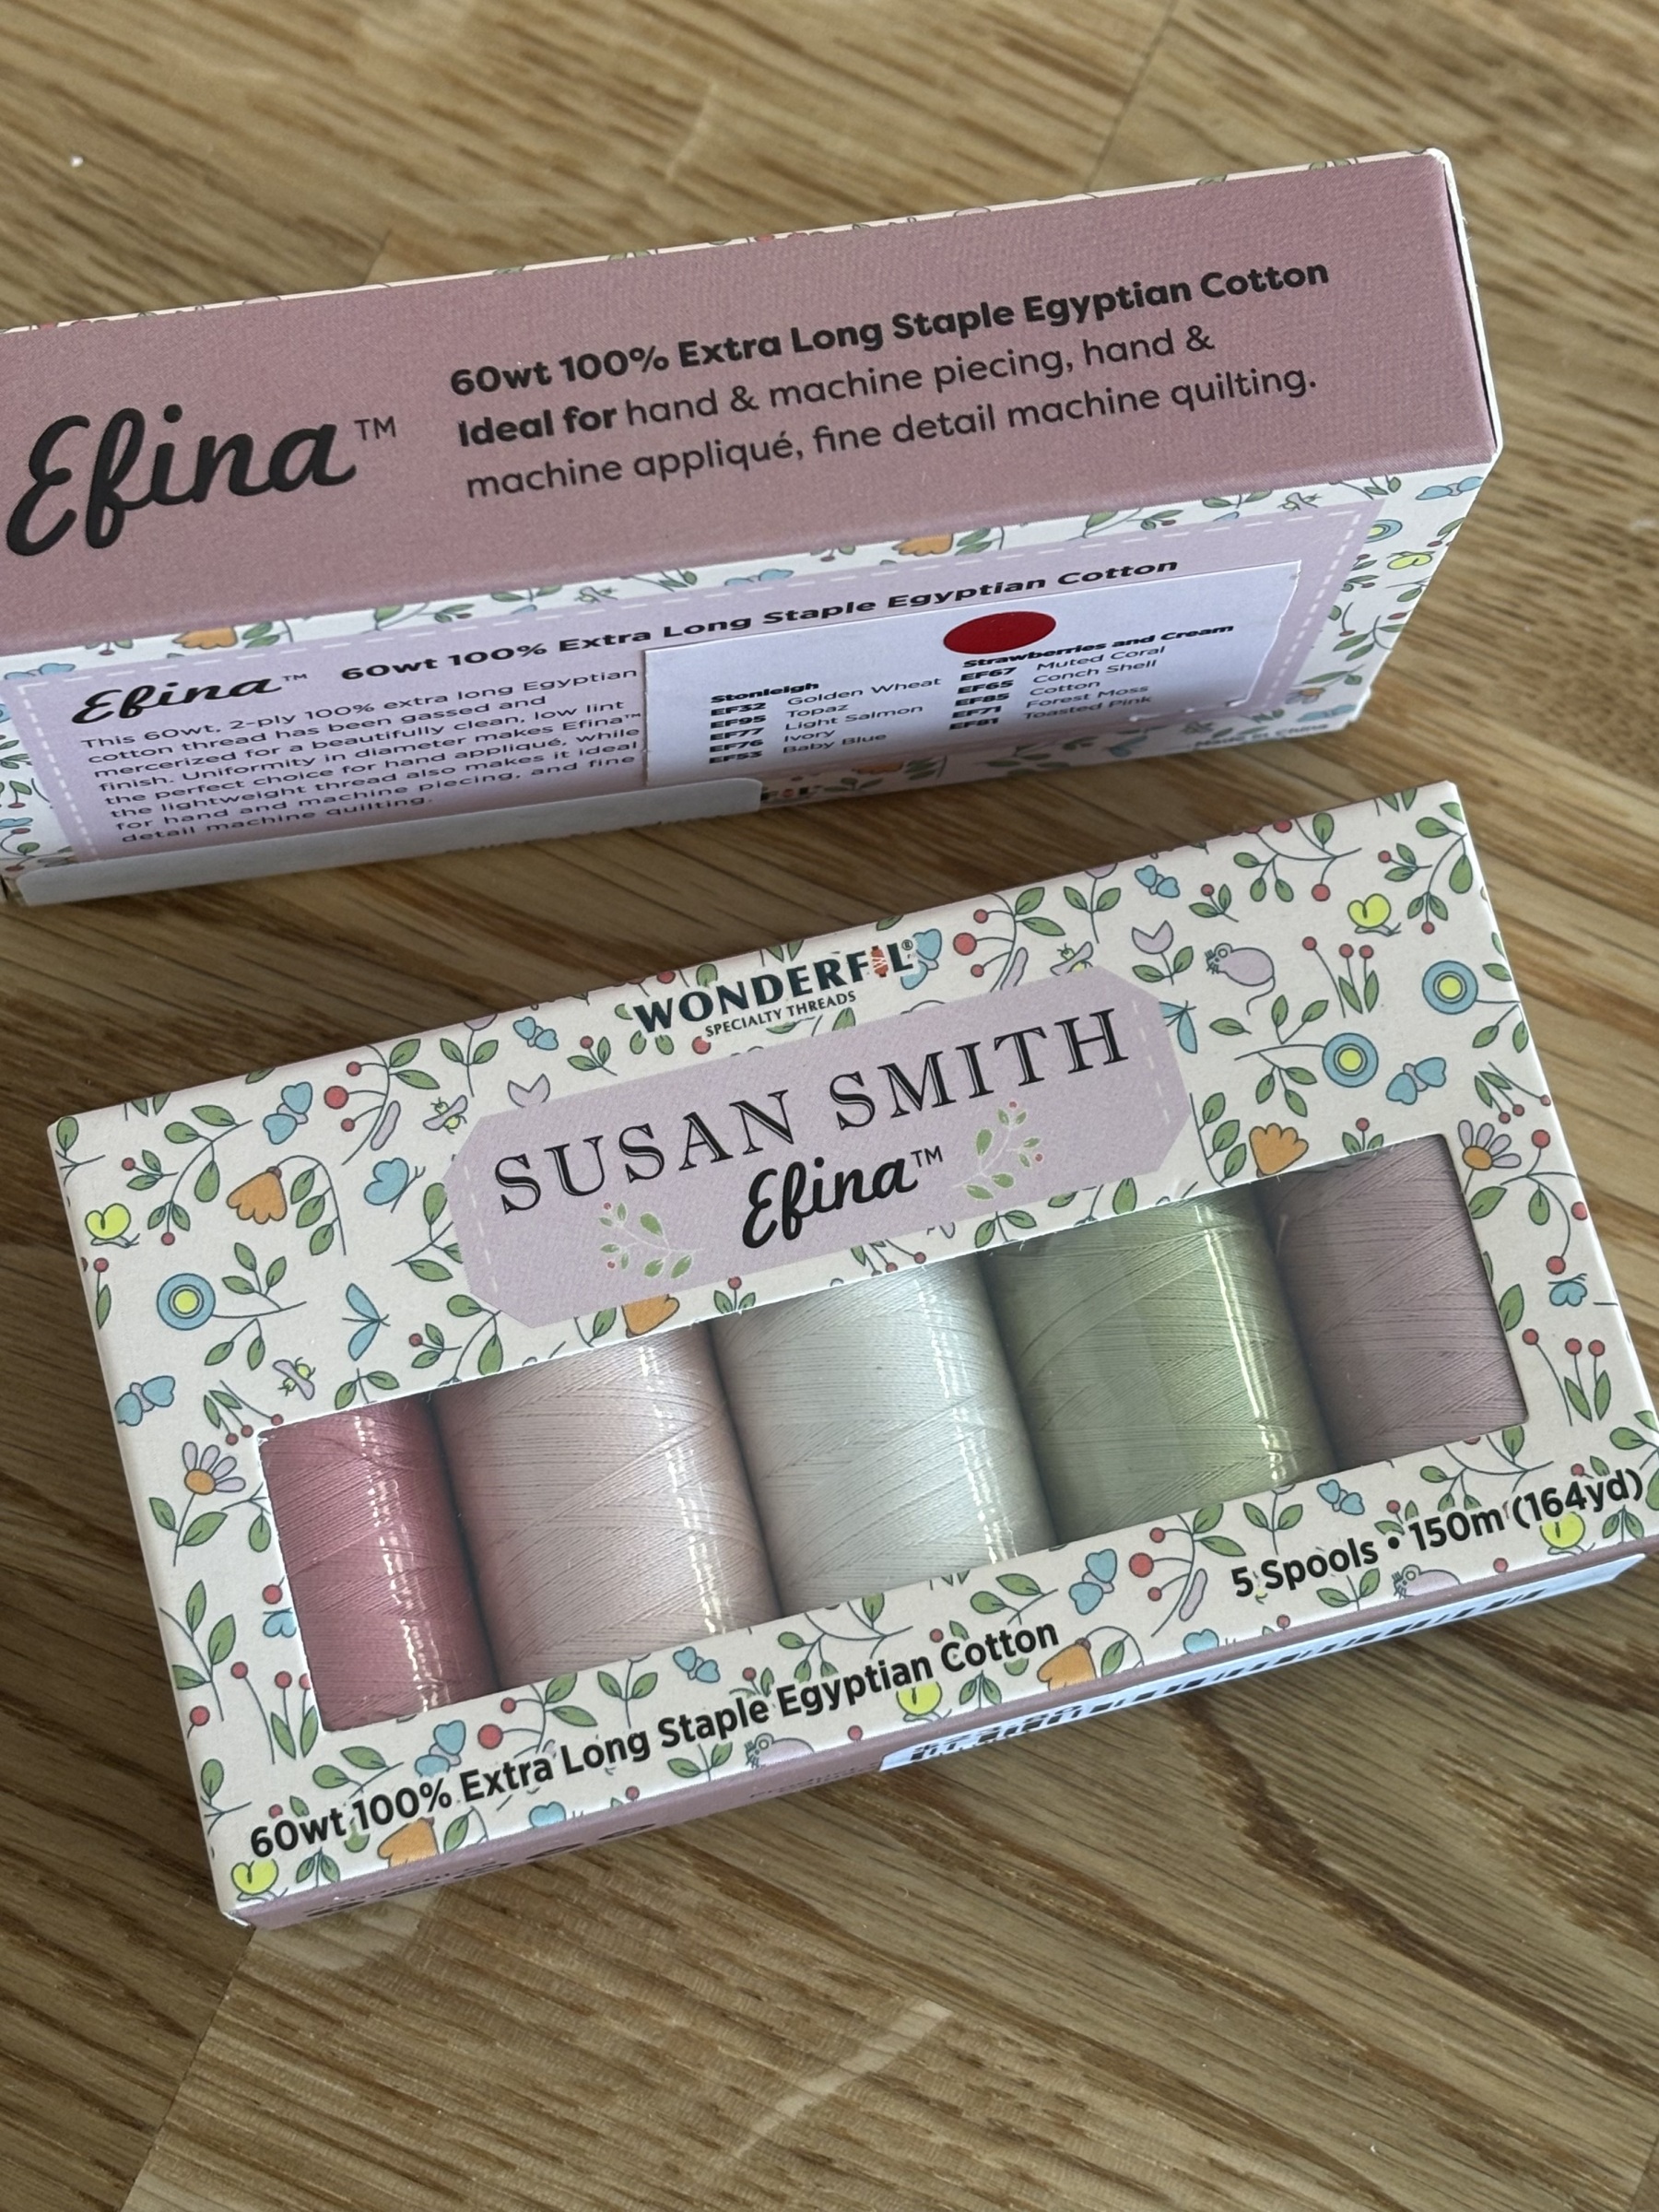 Efina™
60wt 100% Extra Long Staple Egyptian Cotton
Ideal for hand & machine piecing, hand &
machine appliqué, fine detail machine quilting.
Efina™ 60wt 100% Extra Long Staple Egyptian Cotton
This 60wt, 2-ply 100% extra long Egyptian
cotton thread has been gassed and
mercerized for a beautifully clean, low lint
finish. Uniformity in diameter makes Efina™
the perfect choice for hand appliqué, while
the lightweight thread also makes it ideal
for hand and machine piecing, and fine
detail machine quilting.
Stonleigh
EF32 Golden Wheat
EF95 Topaz
EF77 Light Salmon
EF76 Ivory
EF53 Baby Blue
Strawberries and Cream
EF67 Muted Coral
EF65 Conch Shell
EF85 Cotton
EF71 Forest Moss
EF81 Toasted Pink
Made in China
WONDERFIL®
SPECIALTY THREADS
SUSAN SMITH
Efina™
60wt 100% Extra Long Staple Egyptian Cotton
5 Spools • 150m (164yd)